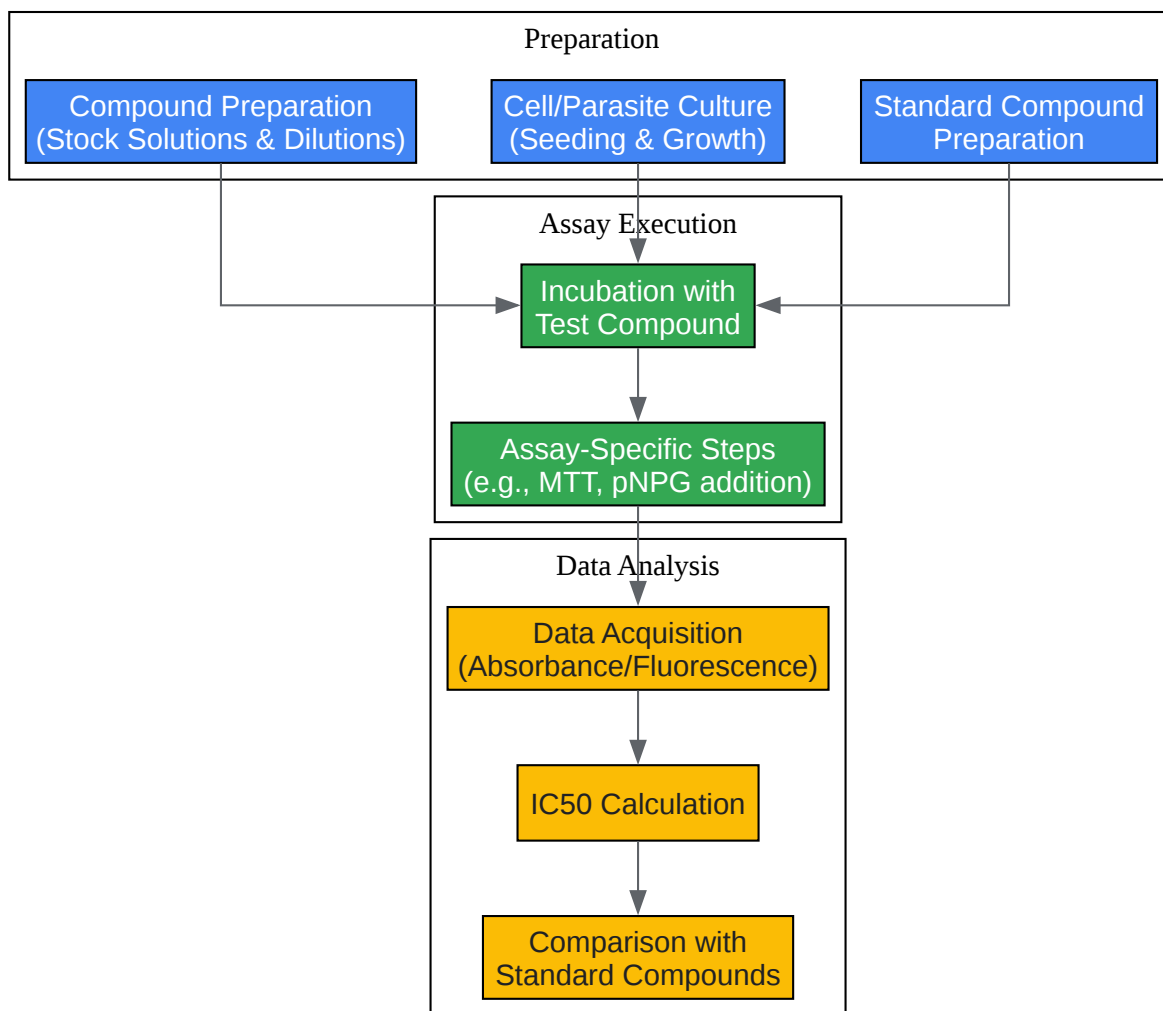 Preparation
Compound Preparation
(Stock Solutions & Dilutions)
Cell/Parasite Culture
(Seeding & Growth)
Standard Compound
Preparation
Assay Execution
Incubation with
Test Compound
Assay-Specific Steps
(e.g., MTT, pNPG addition)
Data Analysis
Data Acquisition
(Absorbance/Fluorescence)
IC50 Calculation
Comparison with
Standard Compounds